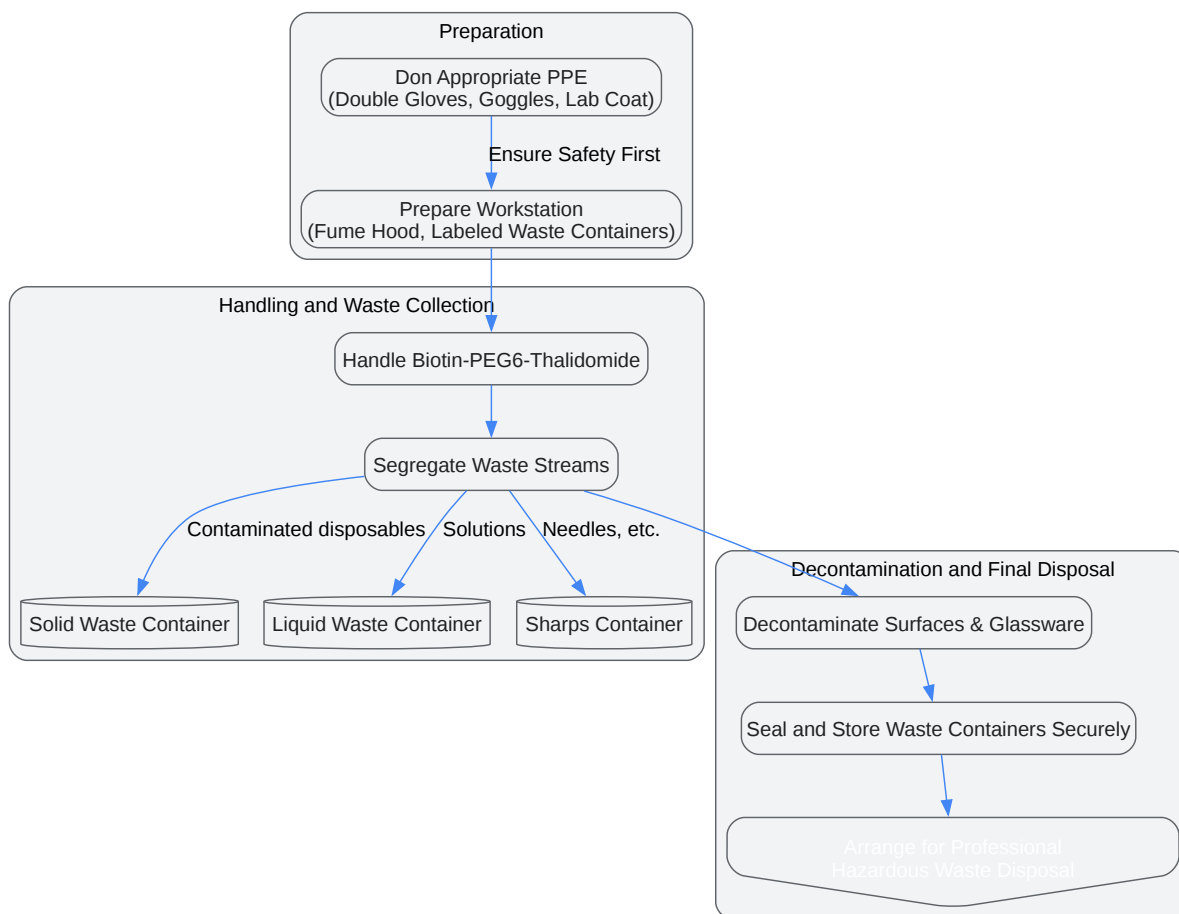 Preparation
Don Appropriate PPE
(Double Gloves, Goggles, Lab Coat)
Ensure Safety First
Prepare Workstation
(Fume Hood, Labeled Waste Containers)
Handling and Waste Collection
Handle Biotin-PEG6-Thalidomide
Segregate Waste Streams
Contaminated disposables
Solutions
Needles, etc.
Solid Waste Container
Liquid Waste Container
Sharps Container
Decontamination and Final Disposal
Decontaminate Surfaces & Glassware
Seal and Store Waste Containers Securely
Arrange for Professional
Hazardous Waste Disposal